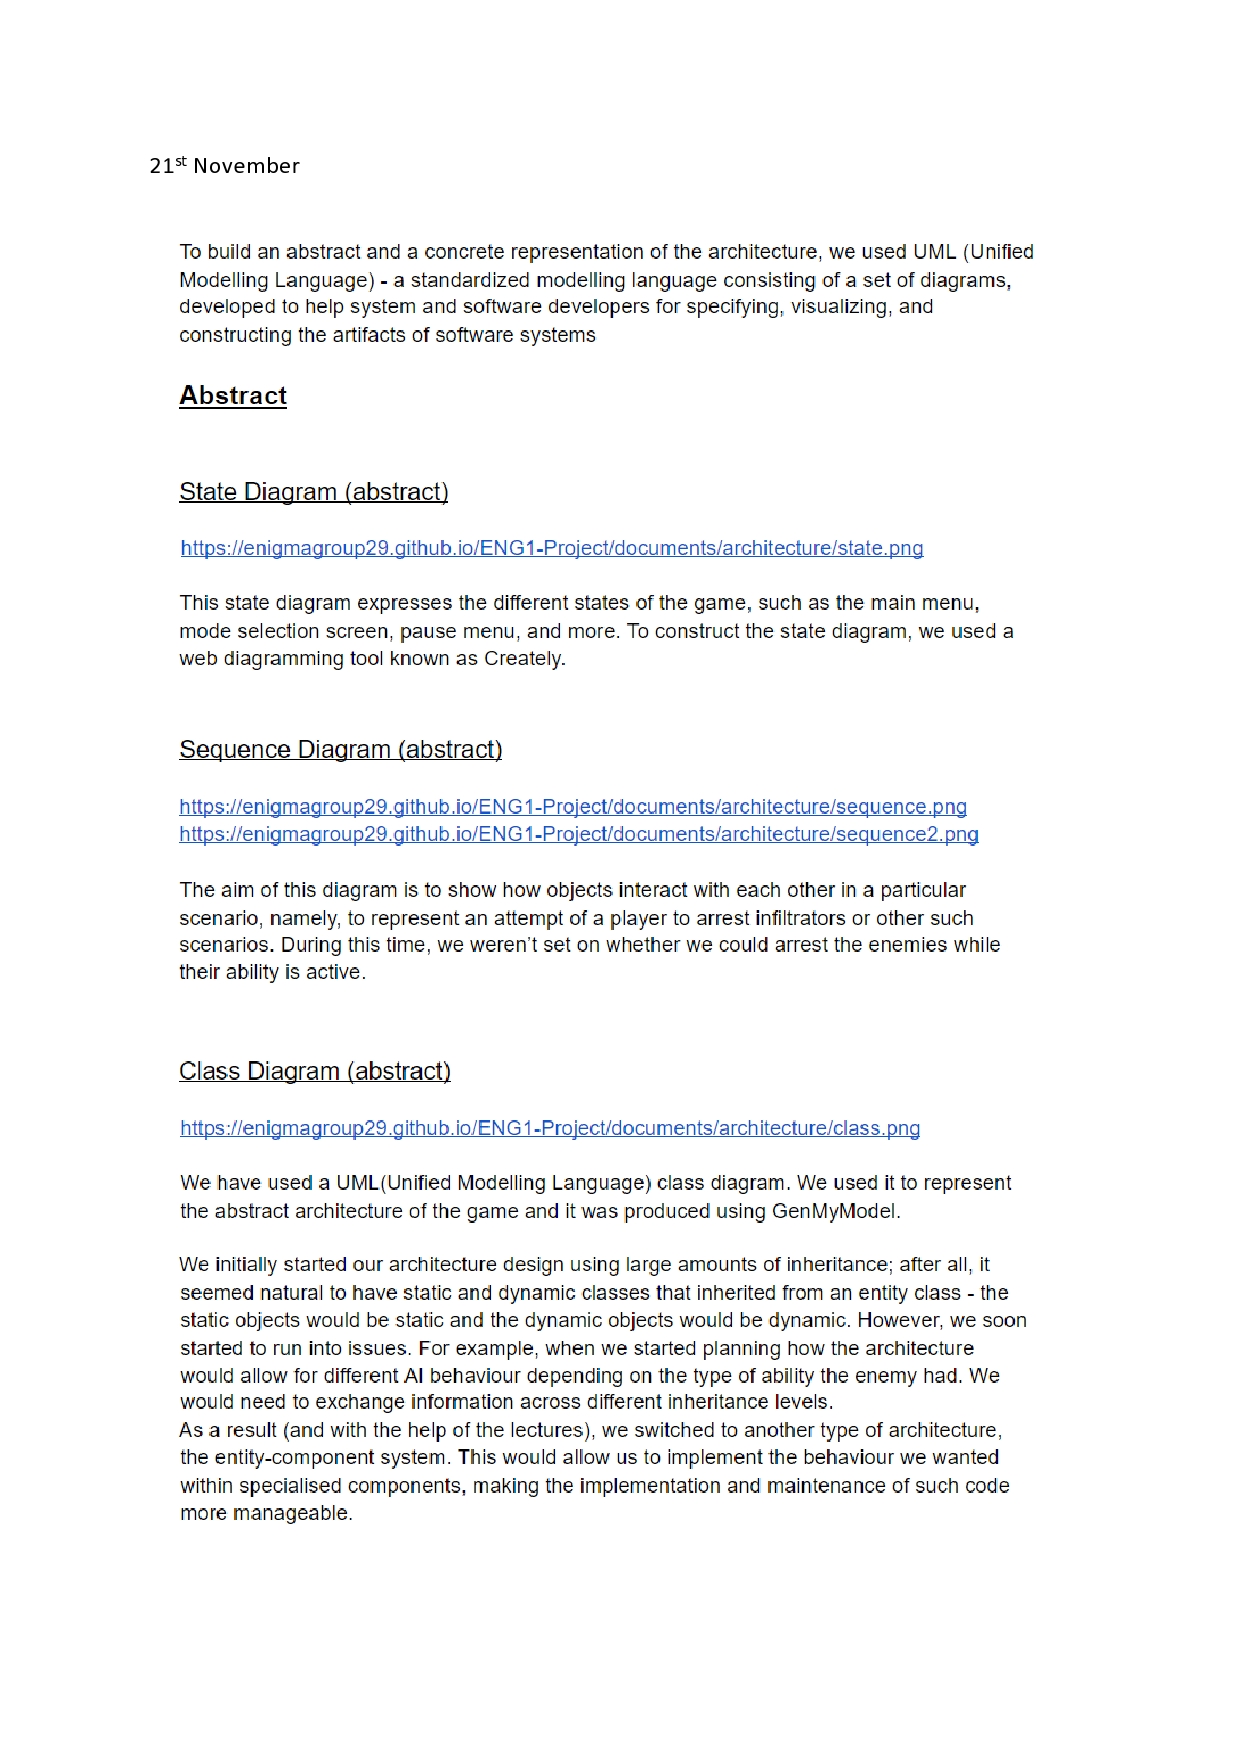 21st November
To build an abstract and a concrete representation of the architecture, we used UML (Unified
Modelling Language) - a standardized modelling language consisting of a set of diagrams,
developed to help system and software developers for specifying, visualizing, and
constructing the artifacts of software systems
Abstract
State Diagram (abstract)
https://enigmagroup29.github.io/ENG1-Project/documents/architecture/state.png
This state diagram expresses the different states of the game, such as the main menu,
mode selection screen, pause menu, and more. To construct the state diagram, we used a
web diagramming tool known as Creately.
Sequence Diagram (abstract)
https://enigmagroup29.github.io/ENG1-Project/documents/architecture/sequence.png
https://enigmagroup29.github.io/ENG1-Project/documents/architecture/sequence2.png
The aim of this diagram is to show how objects interact with each other in a particular
scenario, namely, to represent an attempt of a player to arrest infiltrators or other such
scenarios. During this time, we weren't set on whether we could arrest the enemies while
their ability is active.
Class Diagram (abstract)
https://enigmagroup29.github.io/ENG1-Project/documents/architecture/class.png
We have used a UML(Unified Modelling Language) class diagram. We used it to represent
the abstract architecture of the game and it was produced using GenMyModel.
We initially started our architecture design using large amounts of inheritance; after all, it
seemed natural to have static and dynamic classes that inherited from an entity class - the
static objects would be static and the dynamic objects would be dynamic. However, we soon
started to run into issues. For example, when we started planning how the architecture
would allow for different AI behaviour depending on the type of ability the enemy had. We
would need to exchange information across different inheritance levels.
As a result (and with the help of the lectures), we switched to another type of architecture,
the entity-component system. This would allow us to implement the behaviour we wanted
within specialised components, making the implementation and maintenance of such code
more manageable.